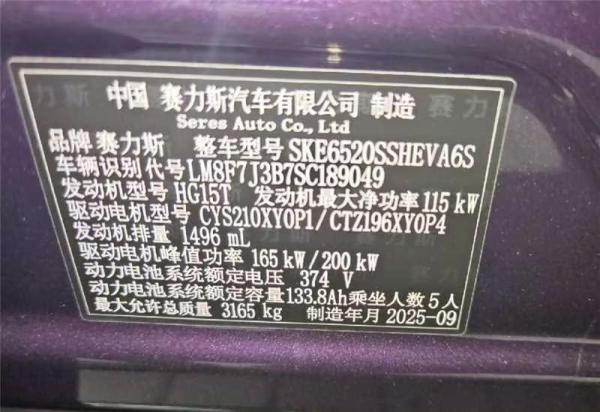 中国 赛力斯汽车有限公司 制造
Seres Auto Co., Ltd
品牌 赛力斯 整车型号 SKE6520SSHEVA6S
车辆识别代号 LM8F7J3B7SC189049
发动机型号 HG15T 发动机最大净功率 115 kW
驱动电机型号 CYS210XY0P1/CTZ196XY0P4
发动机排量 1496 mL
驱动电机峰值功率 165 kW/200 kW
动力电池系统额定电压 374 V
动力电池系统额定容量 133.8Ah 乘坐人数 5 人
最大允许总质量 3165 kg 制造年月 2025-09